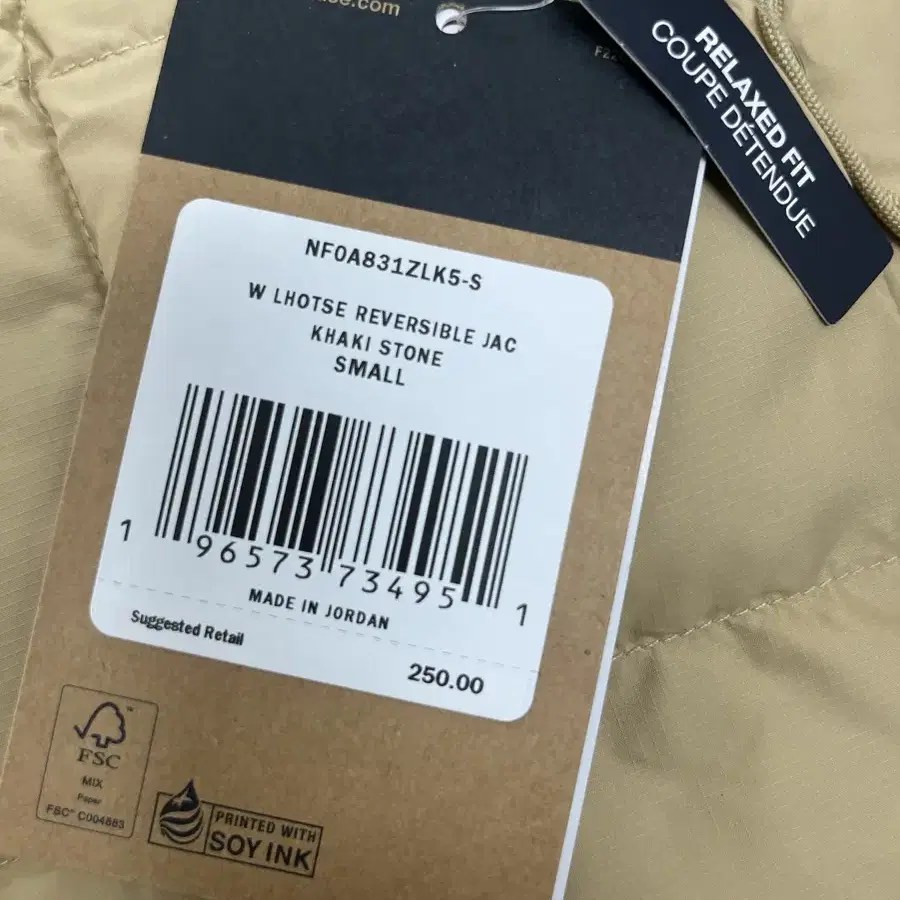 RELAXED FIT
COUPE DÉTENDUE
NF0A831ZLK5-S
W LHOTSE REVERSIBLE JAC
KHAKI STONE
SMALL
1 96573 73495 1
MADE IN JORDAN
Suggested Retail
250.00
FSC
MIX
Paper
FSC™ C004883
PRINTED WITH
SOY INK